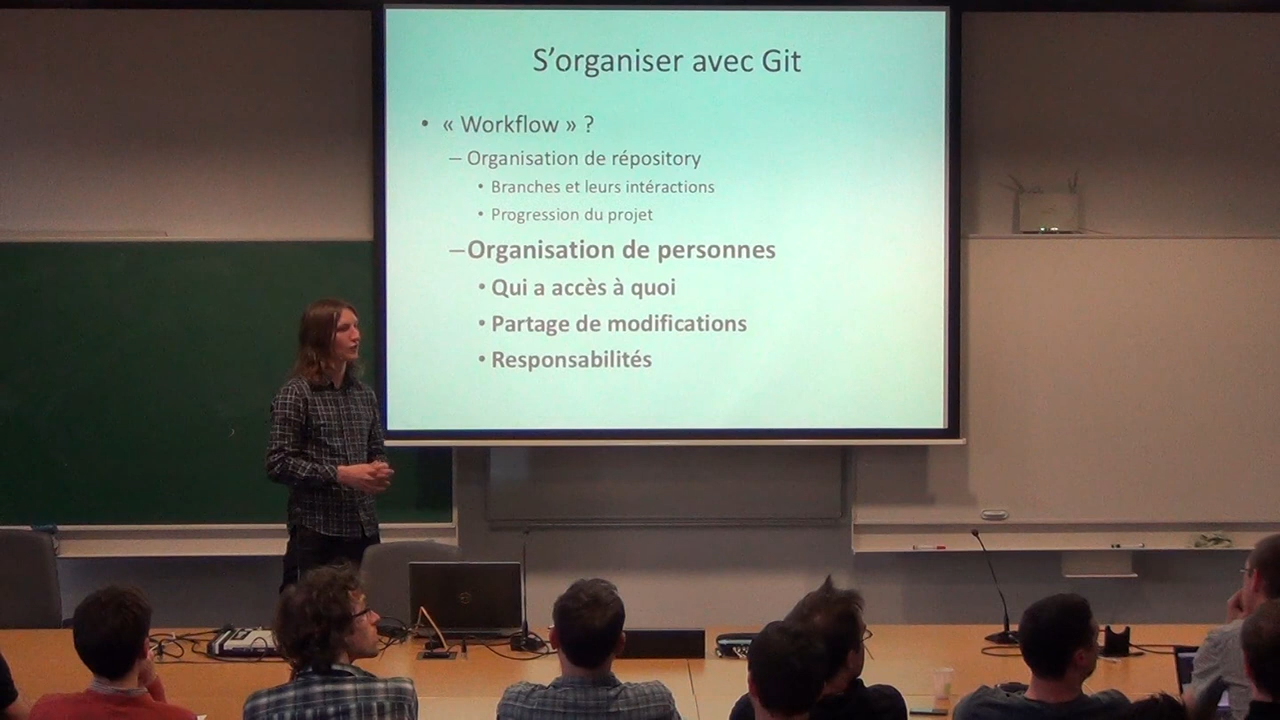 S'organiser avec Git
• « Workflow » ?
– Organisation de répository
• Branches et leurs intéractions
• Progression du projet
–Organisation de personnes
• Qui a accès à quoi
• Partage de modifications
• Responsabilités